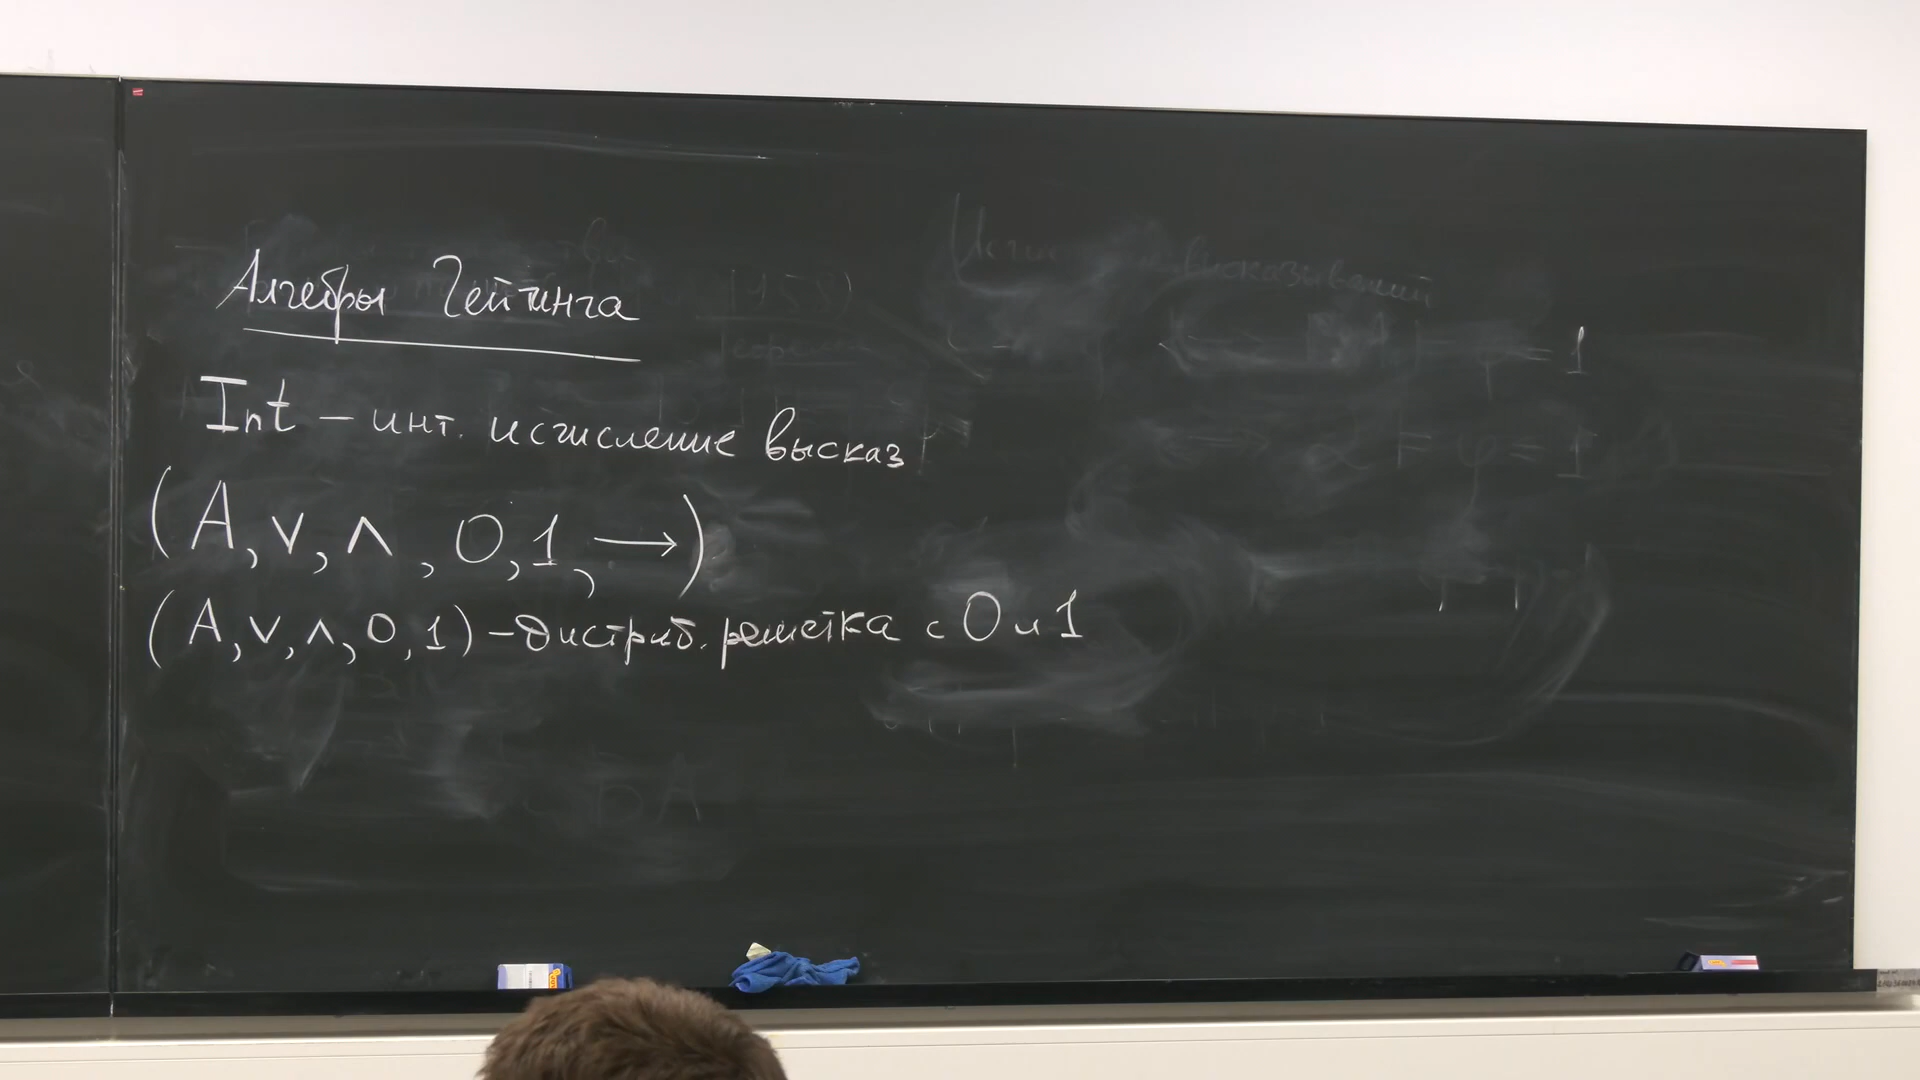 Алгебры Гейтинга
Int – инт. исчисление высказ
(A, ∨, ∧, 0, 1, →)
(A, ∨, ∧, 0, 1) – дистриб. решетка с 0 и 1